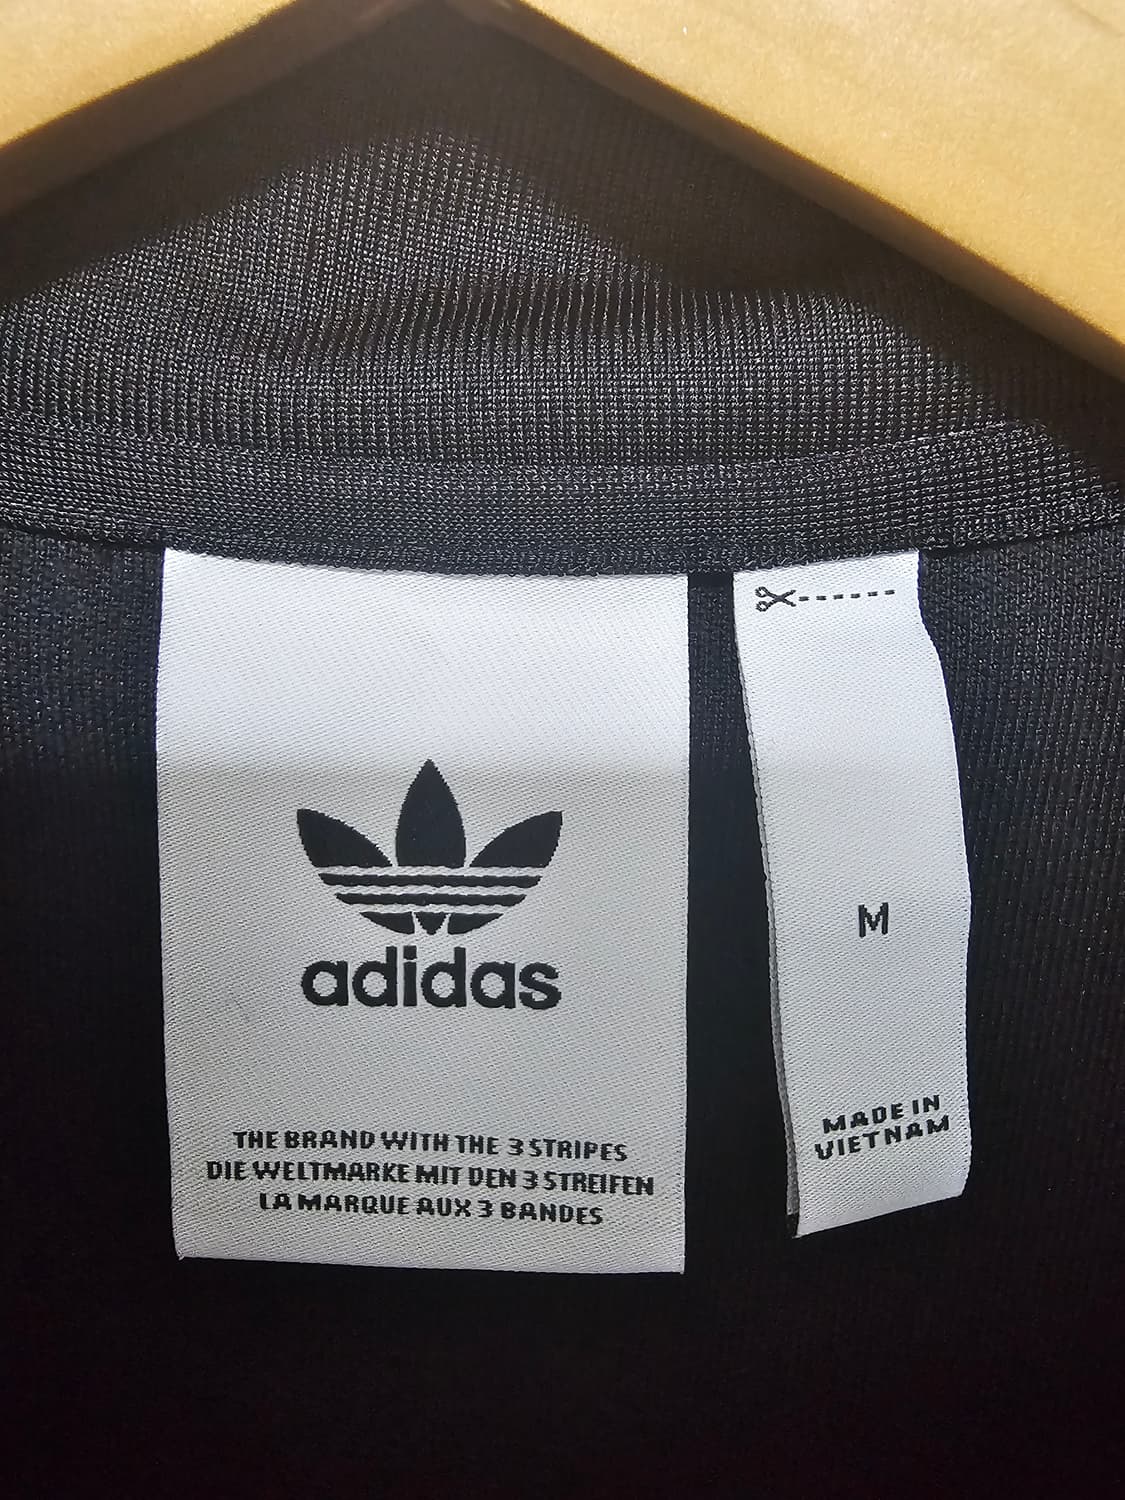 adidas
THE BRAND WITH THE 3 STRIPES
DIE WELTMARKE MIT DEN 3 STREIFEN
LA MARQUE AUX 3 BANDES
M
MADE IN
VIETNAM